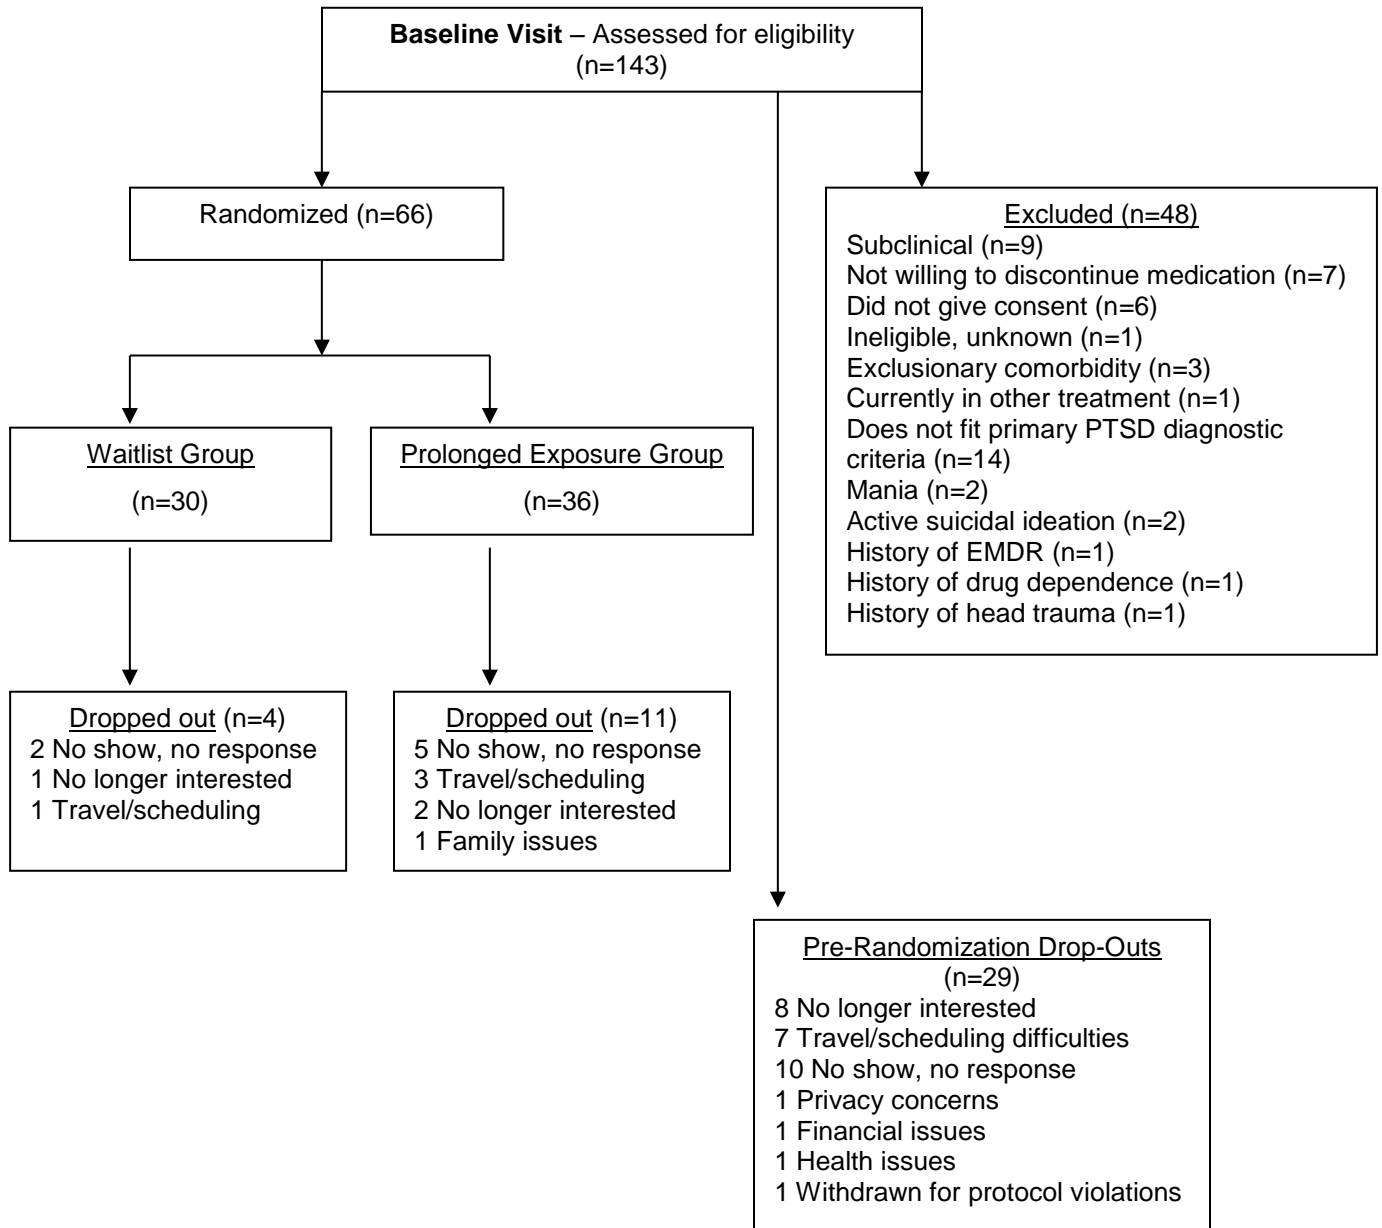 Baseline Visit – Assessed for eligibility
(n=143)
Randomized (n=66)
Excluded (n=48)
Subclinical (n=9)
Not willing to discontinue medication (n=7)
Did not give consent (n=6)
Ineligible, unknown (n=1)
Exclusionary comorbidity (n=3)
Currently in other treatment (n=1)
Does not fit primary PTSD diagnostic
criteria (n=14)
Mania (n=2)
Active suicidal ideation (n=2)
History of EMDR (n=1)
History of drug dependence (n=1)
History of head trauma (n=1)
Waitlist Group
(n=30)
Prolonged Exposure Group
(n=36)
Dropped out (n=4)
2 No show, no response
1 No longer interested
1 Travel/scheduling
Dropped out (n=11)
5 No show, no response
3 Travel/scheduling
2 No longer interested
1 Family issues
Pre-Randomization Drop-Outs
(n=29)
8 No longer interested
7 Travel/scheduling difficulties
10 No show, no response
1 Privacy concerns
1 Financial issues
1 Health issues
1 Withdrawn for protocol violations